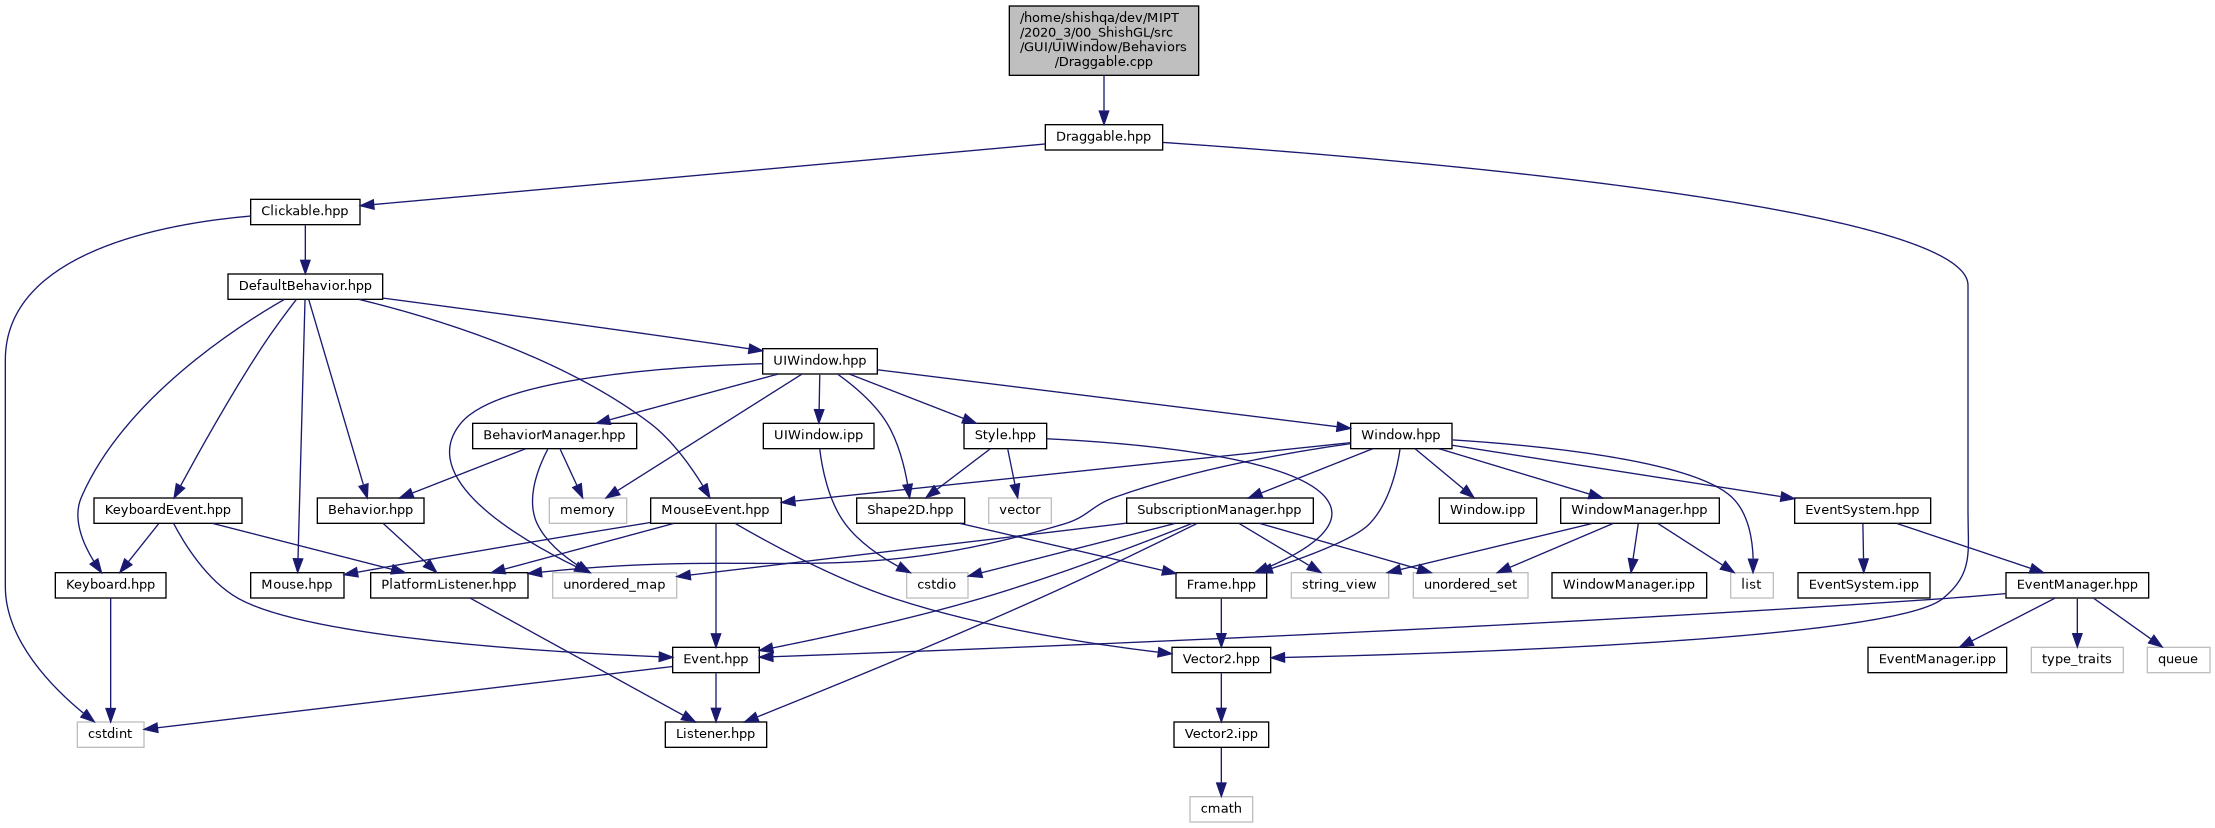 /home/shishqa/dev/MIPT
/2020_3/00_ShishGL/src
/GUI/UIWindow/Behaviors
/Draggable.cpp
Draggable.hpp
Clickable.hpp
DefaultBehavior.hpp
UIWindow.hpp
BehaviorManager.hpp
UIWindow.ipp
Style.hpp
Window.hpp
KeyboardEvent.hpp
Behavior.hpp
memory
MouseEvent.hpp
Shape2D.hpp
vector
SubscriptionManager.hpp
Window.ipp
WindowManager.hpp
EventSystem.hpp
Keyboard.hpp
Mouse.hpp
PlatformListener.hpp
unordered_map
cstdio
Frame.hpp
string_view
unordered_set
WindowManager.ipp
list
EventSystem.ipp
EventManager.hpp
Event.hpp
Vector2.hpp
EventManager.ipp
type_traits
queue
cstdint
Listener.hpp
Vector2.ipp
cmath